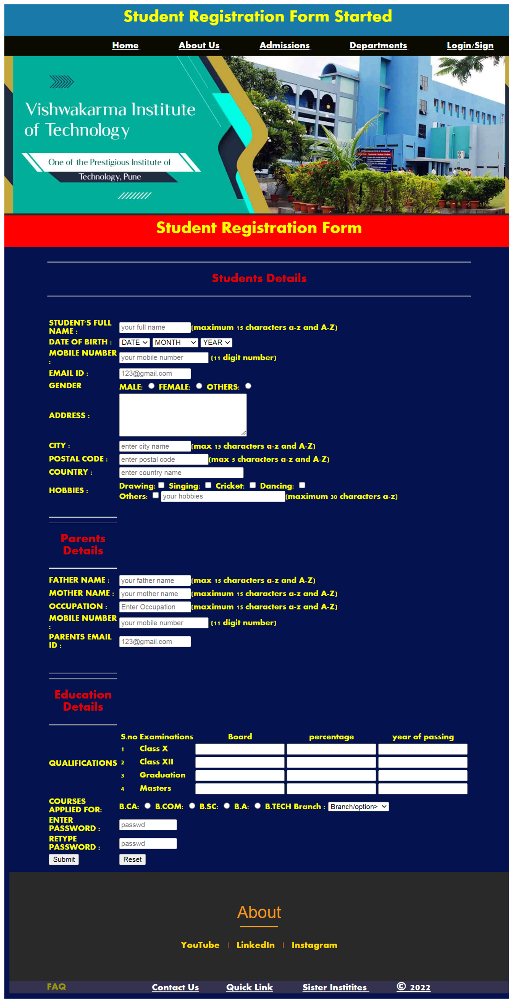 Student Registration Form Started
Home About Us Admissions Departments Login/Sign
Vishwakarma Institute
of Technology
One of the Prestigious Institute of
Technology, Pune
Student Registration Form
Students Details
STUDENT'S FULL
NAME :
your full name (maximum 15 characters a-z and A-Z)
DATE OF BIRTH : DATE MONTH YEAR
MOBILE NUMBER
:
your mobile number (11 digit number)
EMAIL ID : 123@gmail.com
GENDER MALE: FEMALE: OTHERS:
ADDRESS :
CITY : enter city name (max 15 characters a-z and A-Z)
POSTAL CODE : enter postal code (max 5 characters a-z and A-Z)
COUNTRY : enter country name
HOBBIES :
Drawing: Singing: Cricket: Dancing:
Others: your hobbies (maximum 30 characters a-z)
Parents
Details
FATHER NAME : your father name (max 15 characters a-z and A-Z)
MOTHER NAME : your mother name (maximum 15 characters a-z and A-Z)
OCCUPATION : Enter Occupation (maximum 15 characters a-z and A-Z)
MOBILE NUMBER
:
your mobile number (11 digit number)
PARENTS EMAIL
ID :
123@gmail.com
Education
Details
QUALIFICATIONS
S.no Examinations Board percentage year of passing
1 Class X
2 Class XII
3 Graduation
4 Masters
COURSES
APPLIED FOR:
B.CA: B.COM: B.SC: B.A: B.TECH Branch : Branch/option>
ENTER
PASSWORD :
passwd
RETYPE
PASSWORD :
passwd
Submit Reset
About
YouTube | LinkedIn | Instagram
FAQ Contact Us Quick Link Sister Institites © 2022